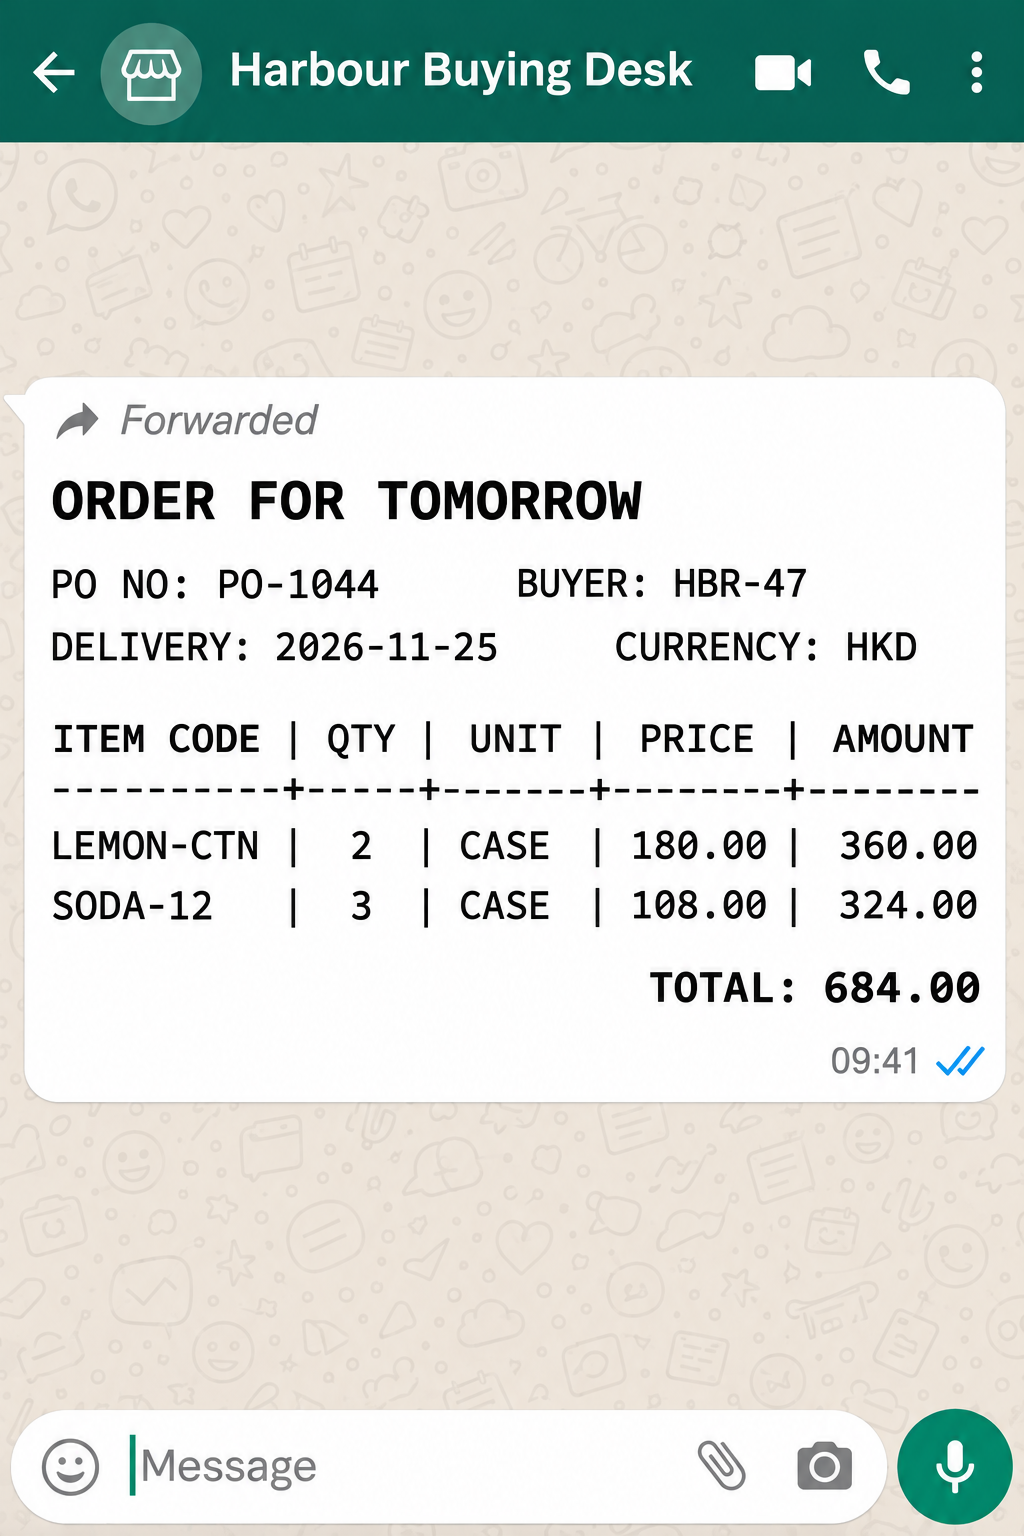 Harbour Buying Desk
Forwarded
ORDER FOR TOMORROW
PO NO: PO-1044 BUYER: HBR-47
DELIVERY: 2026-11-25 CURRENCY: HKD
ITEM CODE | QTY | UNIT | PRICE | AMOUNT
----------+-----+-------+--------+--------
LEMON-CTN | 2 | CASE | 180.00 | 360.00
SODA-12 | 3 | CASE | 108.00 | 324.00
TOTAL: 684.00
09:41
Message